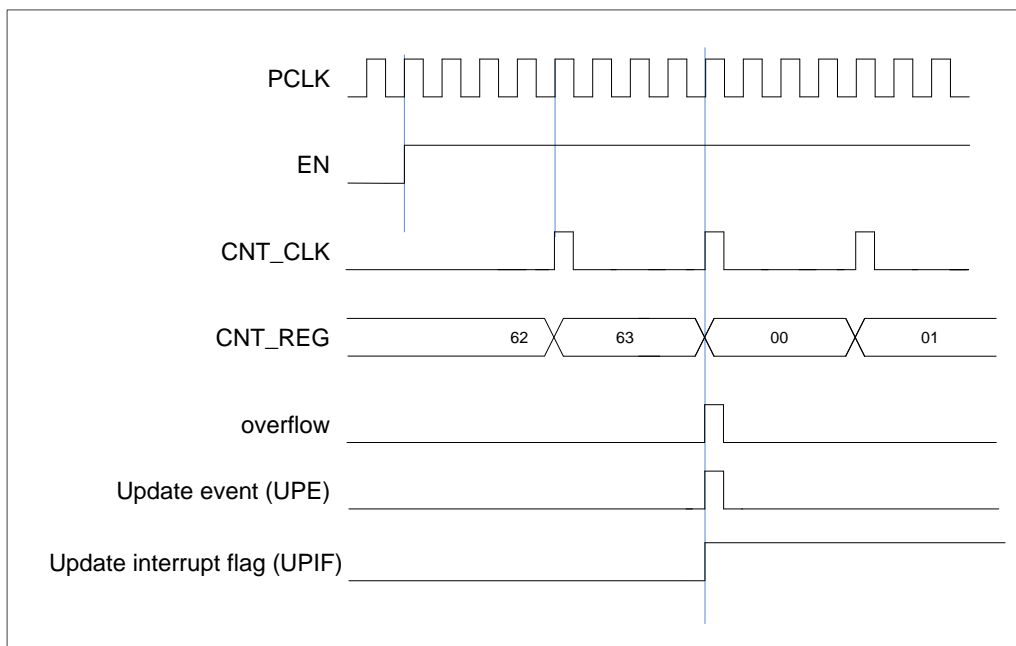 PCLK
EN
CNT_CLK
CNT_REG
62 63 00 01
overflow
Update event (UPE)
Update interrupt flag (UPIF)